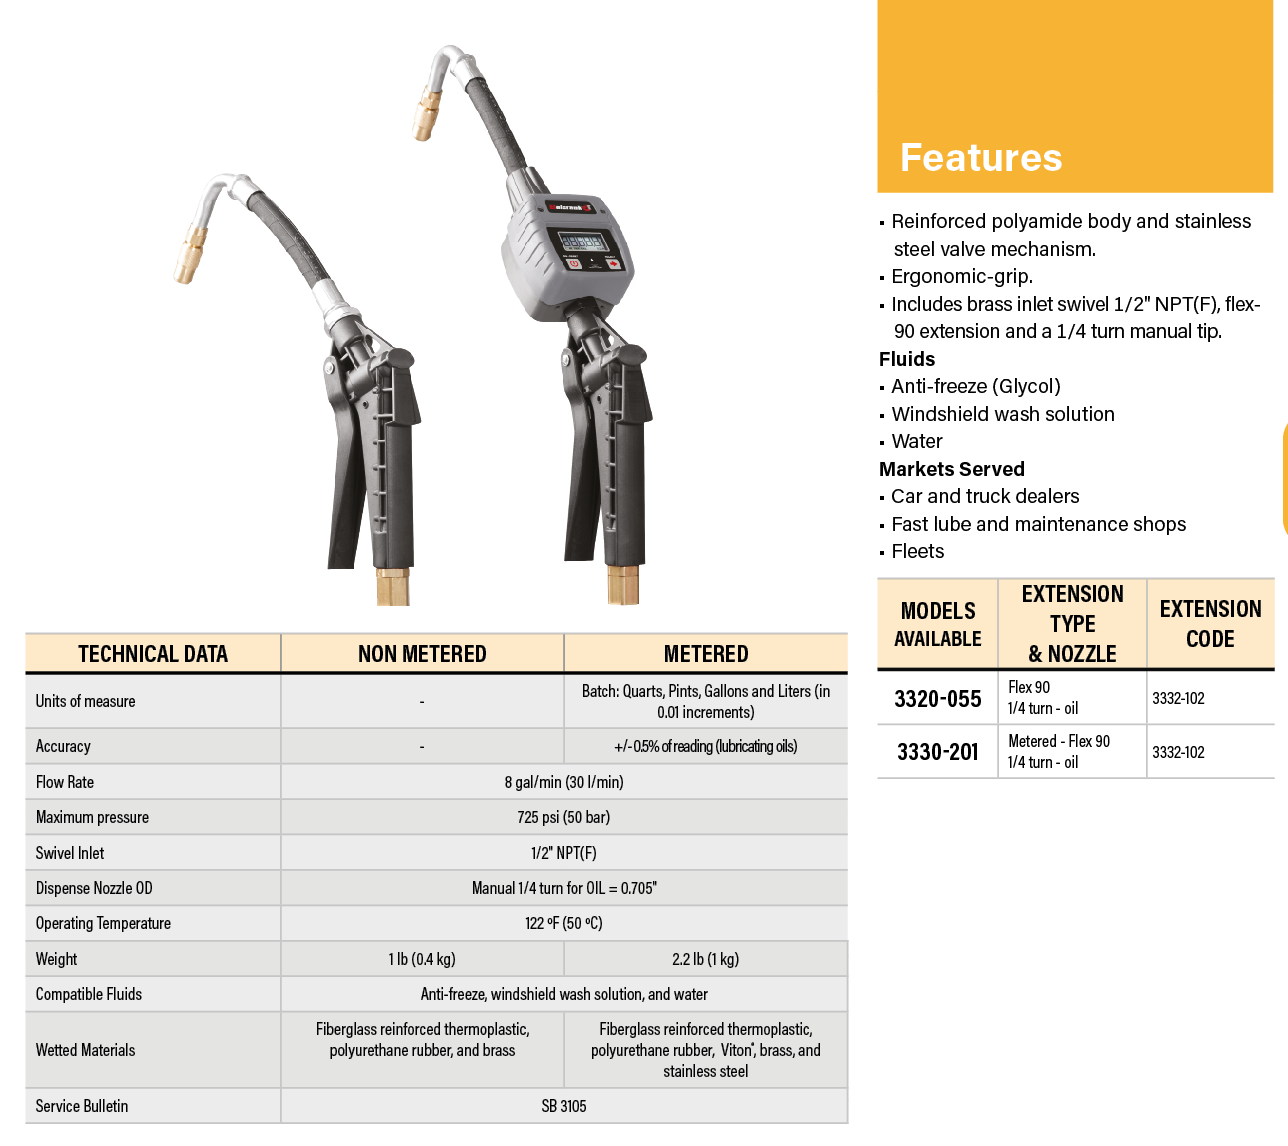 Features
▪ Reinforced polyamide body and stainless
steel valve mechanism.
▪ Ergonomic-grip.
▪ Includes brass inlet swivel 1/2" NPT(F), flex-
90 extension and a 1/4 turn manual tip.
Fluids
▪ Anti-freeze (Glycol)
▪ Windshield wash solution
▪ Water
Markets Served
▪ Car and truck dealers
▪ Fast lube and maintenance shops
▪ Fleets
MODELS AVAILABLE | EXTENSION TYPE & NOZZLE | EXTENSION CODE
3320-055 | Flex 90 1/4 turn - oil | 3332-102
3330-201 | Metered - Flex 90 1/4 turn - oil | 3332-102
TECHNICAL DATA | NON METERED | METERED
Units of measure | - | Batch: Quarts, Pints, Gallons and Liters (in 0.01 increments)
Accuracy | - | +/- 0.5% of reading (lubricating oils)
Flow Rate | 8 gal/min (30 l/min)
Maximum pressure | 725 psi (50 bar)
Swivel Inlet | 1/2" NPT(F)
Dispense Nozzle OD | Manual 1/4 turn for OIL = 0.705"
Operating Temperature | 122 ºF (50 ºC)
Weight | 1 lb (0.4 kg) | 2.2 lb (1 kg)
Compatible Fluids | Anti-freeze, windshield wash solution, and water
Wetted Materials | Fiberglass reinforced thermoplastic, polyurethane rubber, and brass | Fiberglass reinforced thermoplastic, polyurethane rubber, Viton®, brass, and stainless steel
Service Bulletin | SB 3105